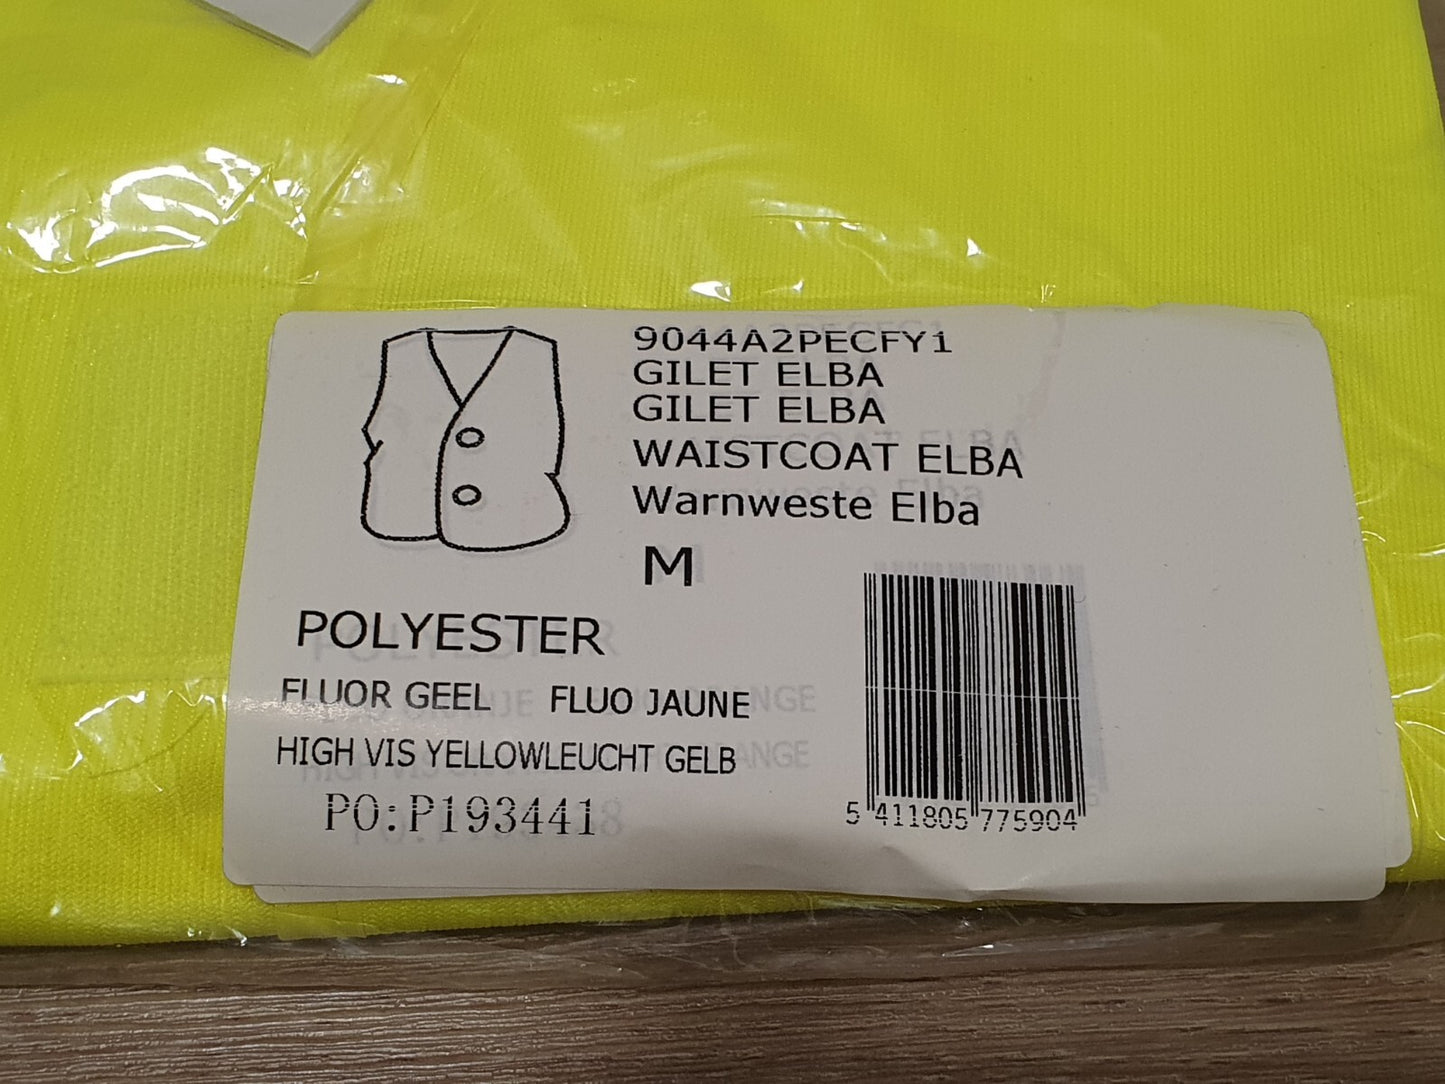 9044A2PECFY1
GILET ELBA
GILET ELBA
WAISTCOAT ELBA
Warnweste Elba
M
POLYESTER
FLUOR GEEL FLUO JAUNE
HIGH VIS YELLOWLEUCHT GELB
PO:P193441
5 411805 775904